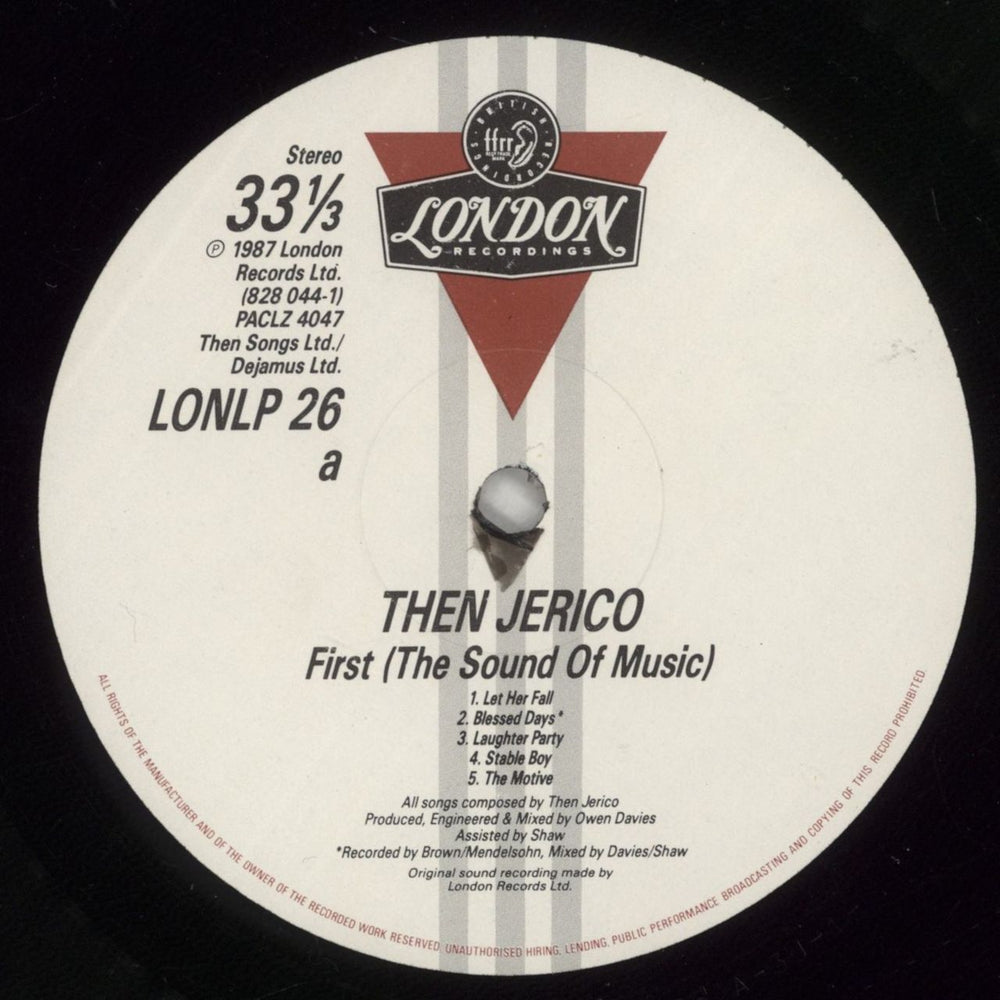 BRITISH · RECORDINGS ·
ffrr
LONDON
RECORDINGS
Stereo
33⅓
℗ 1987 London
Records Ltd.
(828 044-1)
PACLZ 4047
Then Songs Ltd./
Dejamus Ltd.
LONLP 26
a
THEN JERICO
First (The Sound Of Music)
1. Let Her Fall
2. Blessed Days*
3. Laughter Party
4. Stable Boy
5. The Motive
All songs composed by Then Jerico
Produced, Engineered & Mixed by Owen Davies
Assisted by Shaw
*Recorded by Brown/Mendelsohn, Mixed by Davies/Shaw
Original sound recording made by
London Records Ltd.
ALL RIGHTS OF THE MANUFACTURER AND OF THE OWNER OF THE RECORDED WORK RESERVED. UNAUTHORISED HIRING, LENDING, PUBLIC PERFORMANCE BROADCASTING AND COPYING OF THIS RECORD PROHIBITED